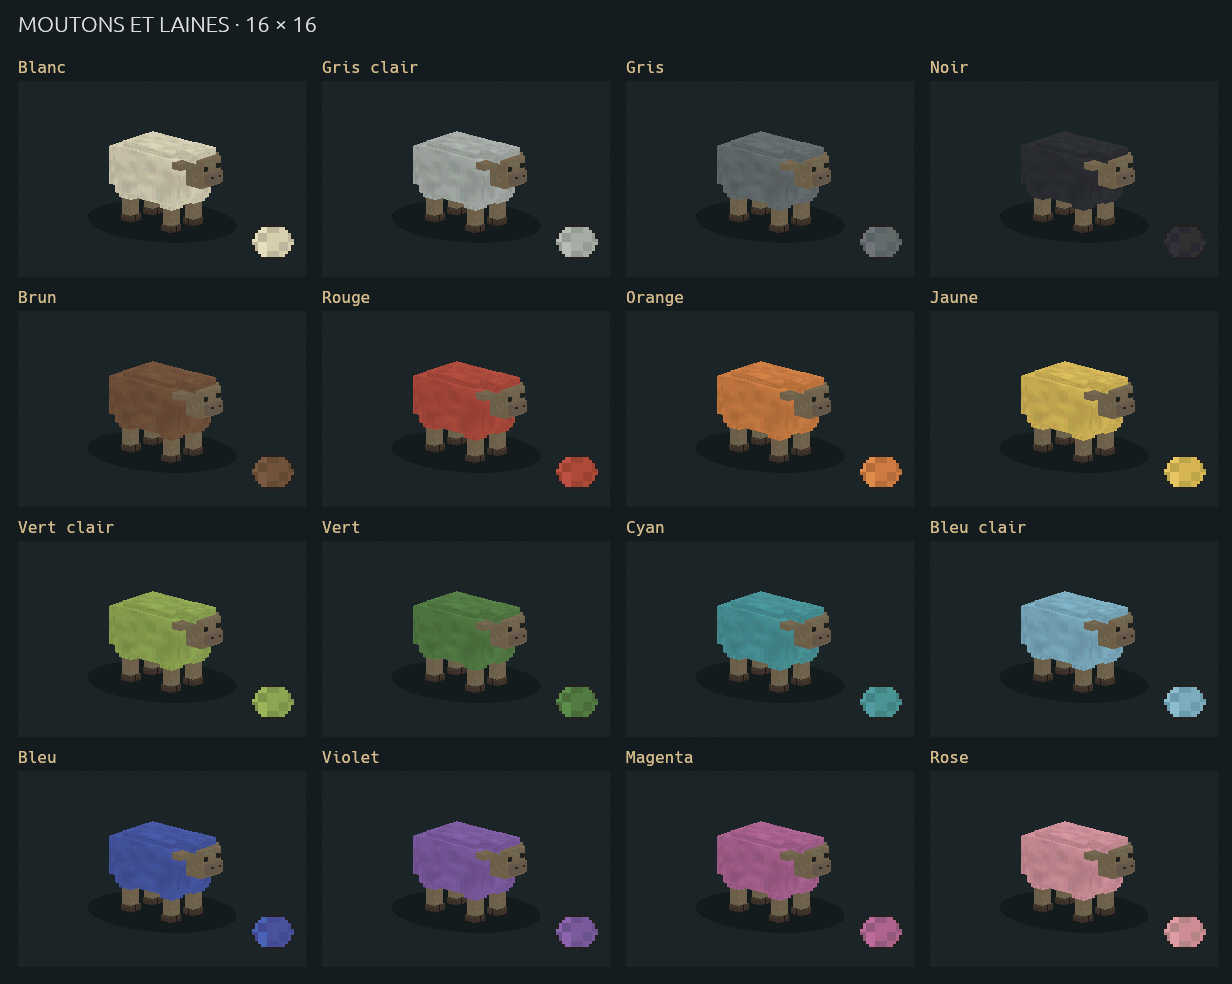 MOUTONS ET LAINES · 16 × 16
Blanc
Gris clair
Gris
Noir
Brun
Rouge
Orange
Jaune
Vert clair
Vert
Cyan
Bleu clair
Bleu
Violet
Magenta
Rose